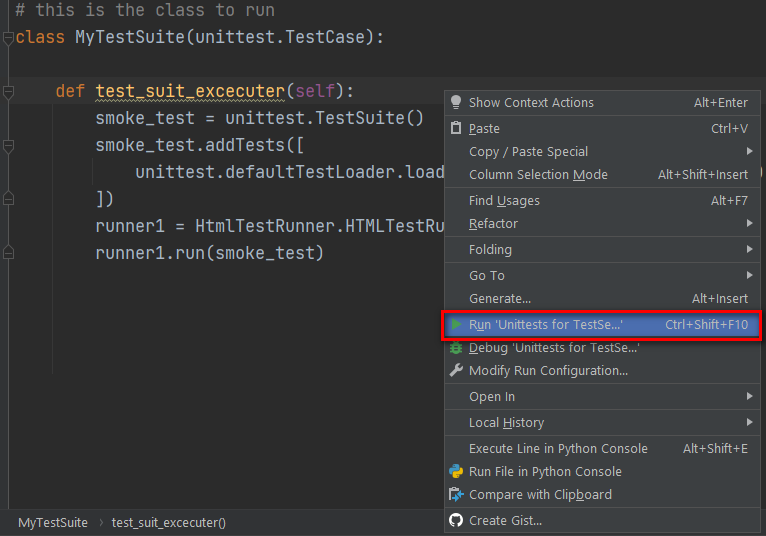 # this is the class to run
class MyTestSuite(unittest.TestCase):
def test_suit_excecuter(self):
smoke_test = unittest.TestSuite()
smoke_test.addTests([
unittest.defaultTestLoader.load
)
])
runner1 = HtmlTestRunner.HTMLTestRu
runner1.run(smoke_test)
Show Context Actions Alt+Enter
Paste Ctrl+V
Copy / Paste Special
Column Selection Mode Alt+Shift+Insert
Find Usages Alt+F7
Refactor
Folding
Go To
Generate... Alt+Insert
Run 'Unittests for TestSe...' Ctrl+Shift+F10
Debug 'Unittests for TestSe...'
Modify Run Configuration...
Open In
Local History
Execute Line in Python Console Alt+Shift+E
Run File in Python Console
Compare with Clipboard
Create Gist...
MyTestSuite › test_suit_excecuter()